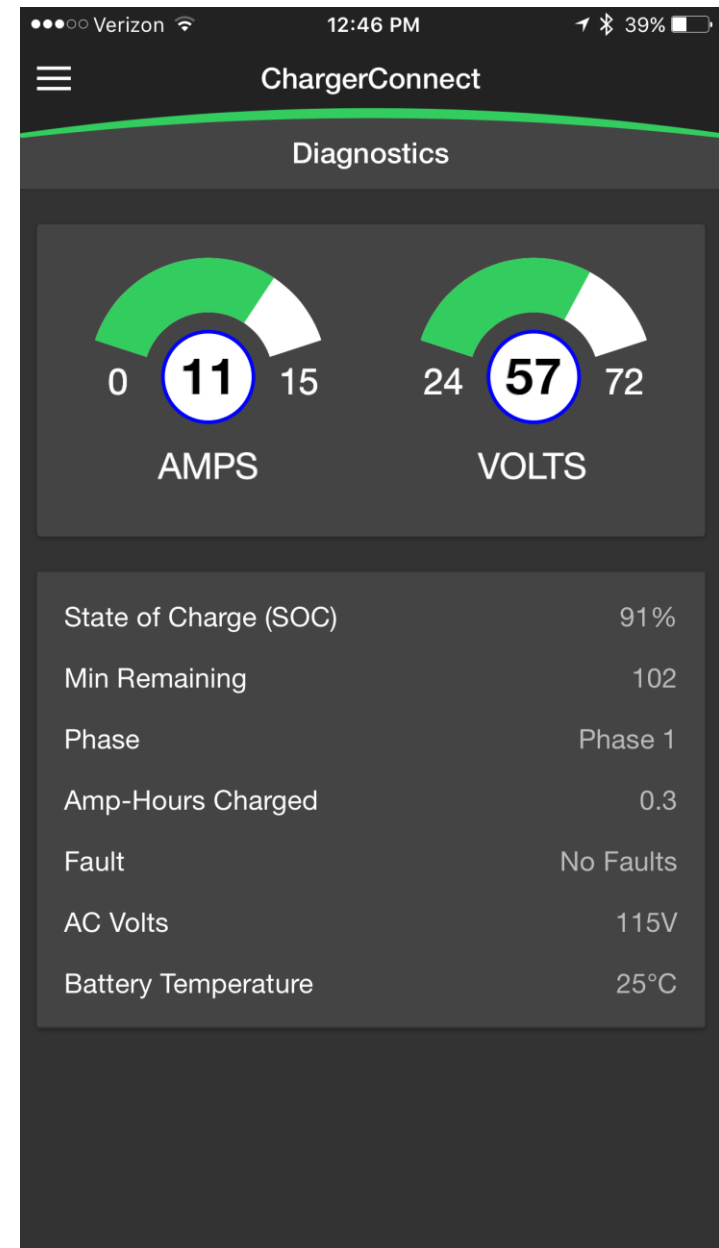 Verizon 12:46 PM 39%
ChargerConnect
Diagnostics
0 11 15 24 57 72
AMPS VOLTS
State of Charge (SOC) 91%
Min Remaining 102
Phase Phase 1
Amp-Hours Charged 0.3
Fault No Faults
AC Volts 115V
Battery Temperature 25°C